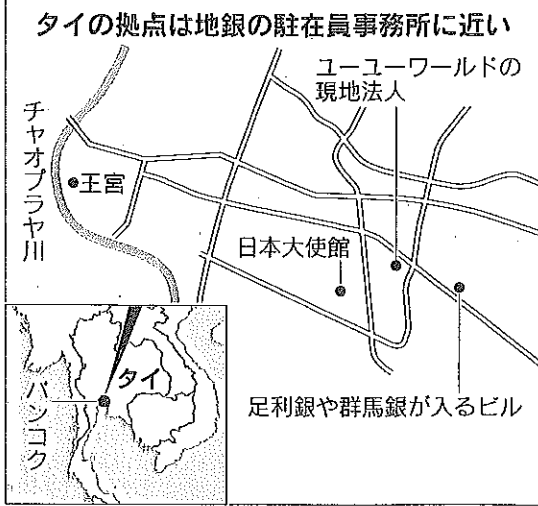 タイの拠点は地銀の駐在員事務所に近い
ユーユーワールドの
現地法人
チャオプラヤ川
王宮
日本大使館
足利銀や群馬銀が入るビル
タイ
バンコク